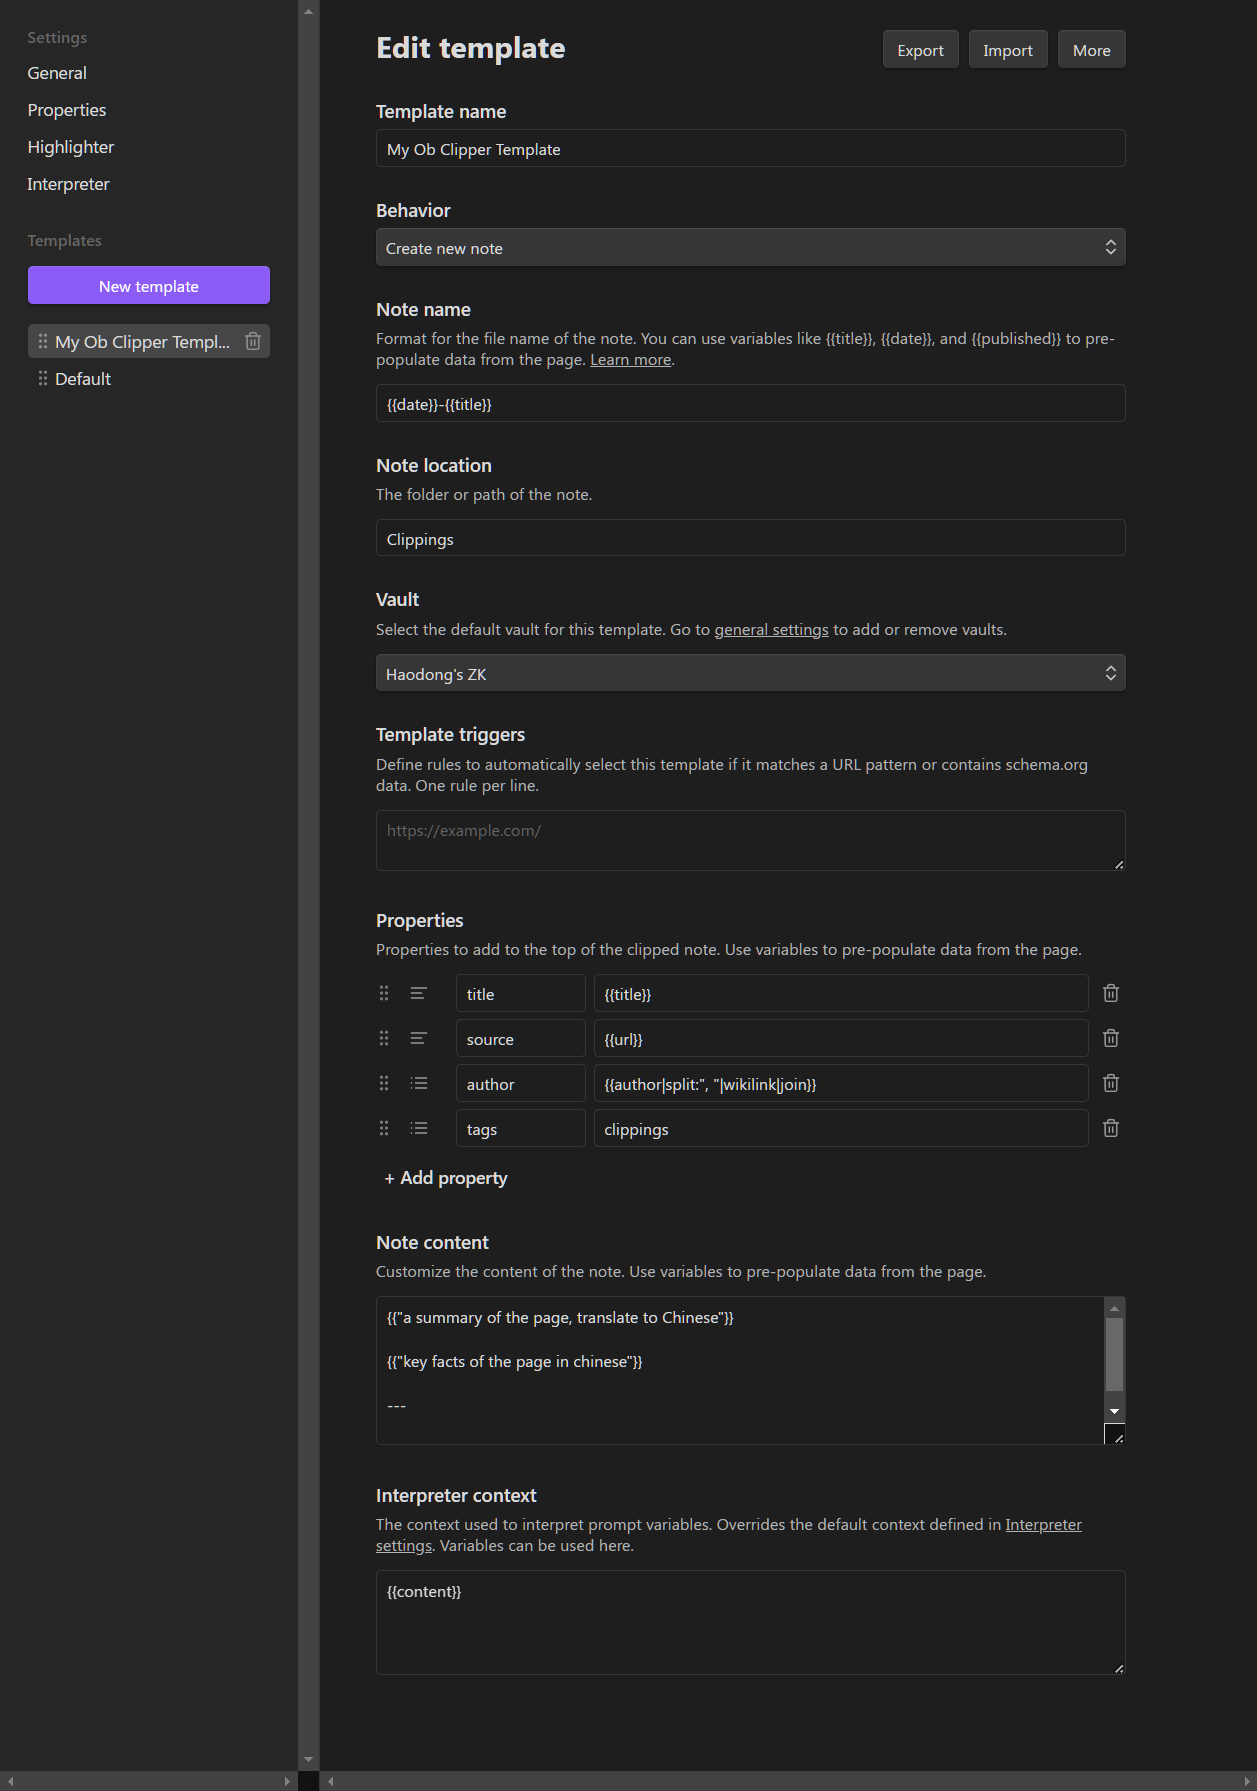 Settings
General
Properties
Highlighter
Interpreter
Templates
New template
My Ob Clipper Templ...
Default
Edit template
Export
Import
More
Template name
My Ob Clipper Template
Behavior
Create new note
Note name
Format for the file name of the note. You can use variables like {{title}}, {{date}}, and {{published}} to pre-
populate data from the page. Learn more.
{{date}}-{{title}}
Note location
The folder or path of the note.
Clippings
Vault
Select the default vault for this template. Go to general settings to add or remove vaults.
Haodong's ZK
Template triggers
Define rules to automatically select this template if it matches a URL pattern or contains schema.org
data. One rule per line.
https://example.com/
Properties
Properties to add to the top of the clipped note. Use variables to pre-populate data from the page.
title {{title}}
source {{url}}
author {{author|split:", "|wikilink|join}}
tags clippings
+ Add property
Note content
Customize the content of the note. Use variables to pre-populate data from the page.
{{"a summary of the page, translate to Chinese"}}
{{"key facts of the page in chinese"}}
---
Interpreter context
The context used to interpret prompt variables. Overrides the default context defined in Interpreter
settings. Variables can be used here.
{{content}}